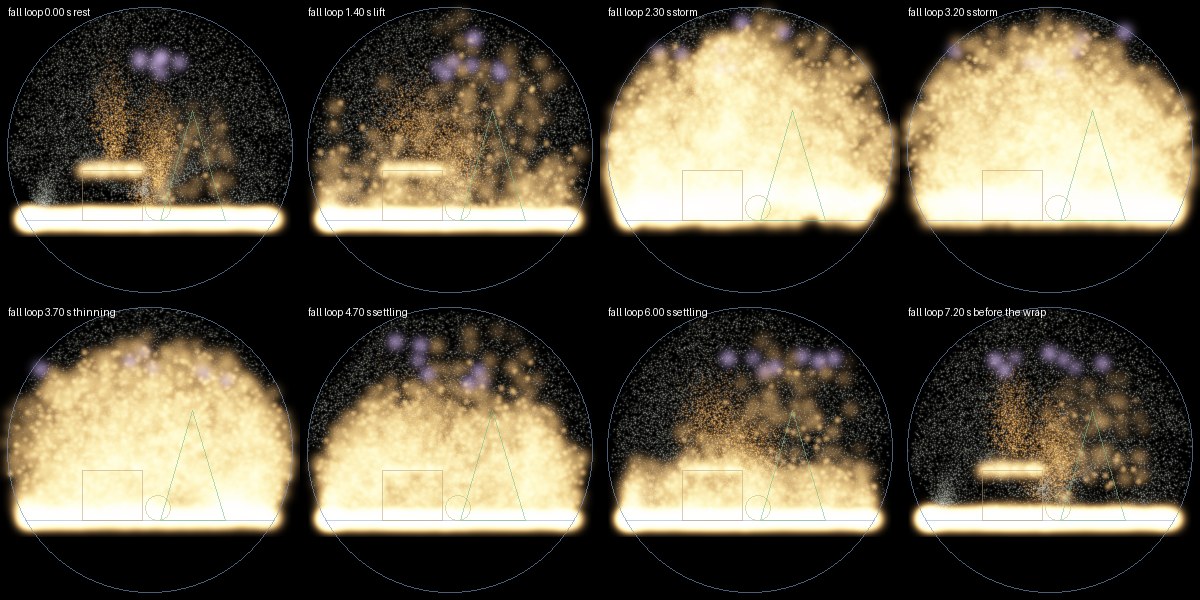 fall loop 0.00 s rest
fall loop 1.40 s lift
fall loop 2.30 s storm
fall loop 3.20 s storm
fall loop 3.70 s thinning
fall loop 4.70 s settling
fall loop 6.00 s settling
fall loop 7.20 s before the wrap